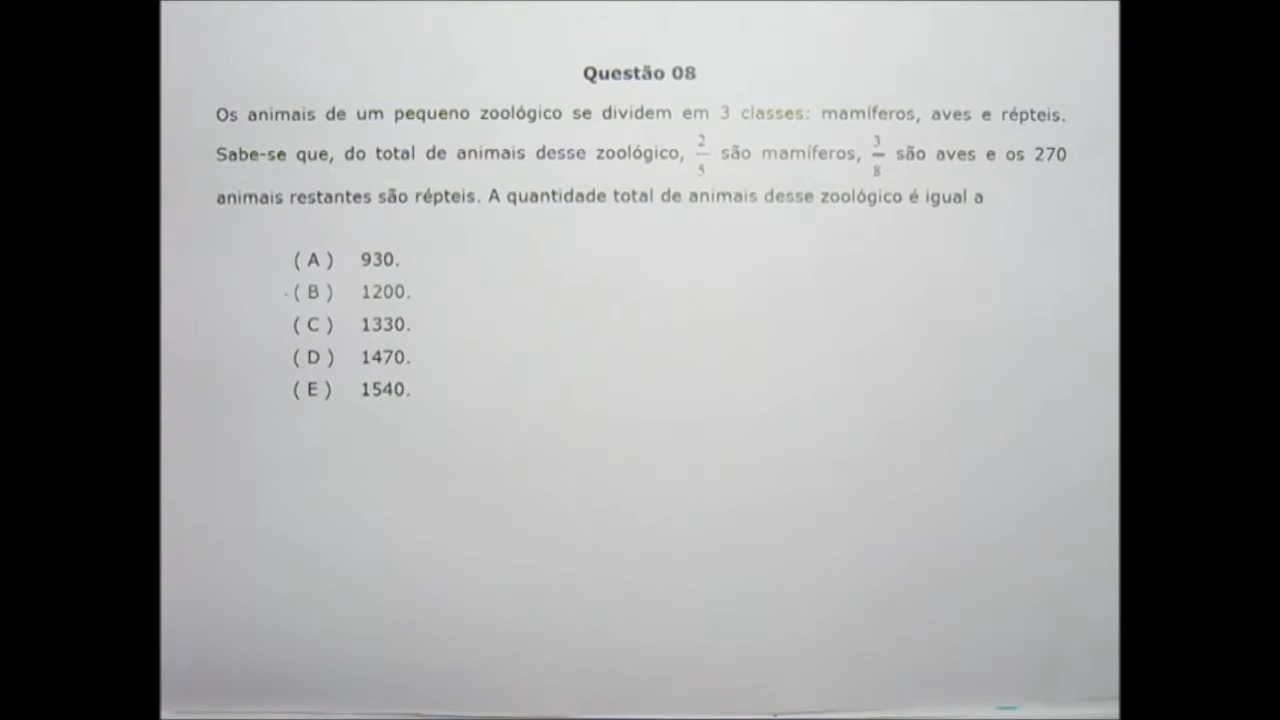 Questão 08
Os animais de um pequeno zoológico se dividem em 3 classes: mamíferos, aves e répteis.
Sabe-se que, do total de animais desse zoológico, 2/5 são mamíferos, 3/8 são aves e os 270
animais restantes são répteis. A quantidade total de animais desse zoológico é igual a
( A ) 930.
( B ) 1200.
( C ) 1330.
( D ) 1470.
( E ) 1540.